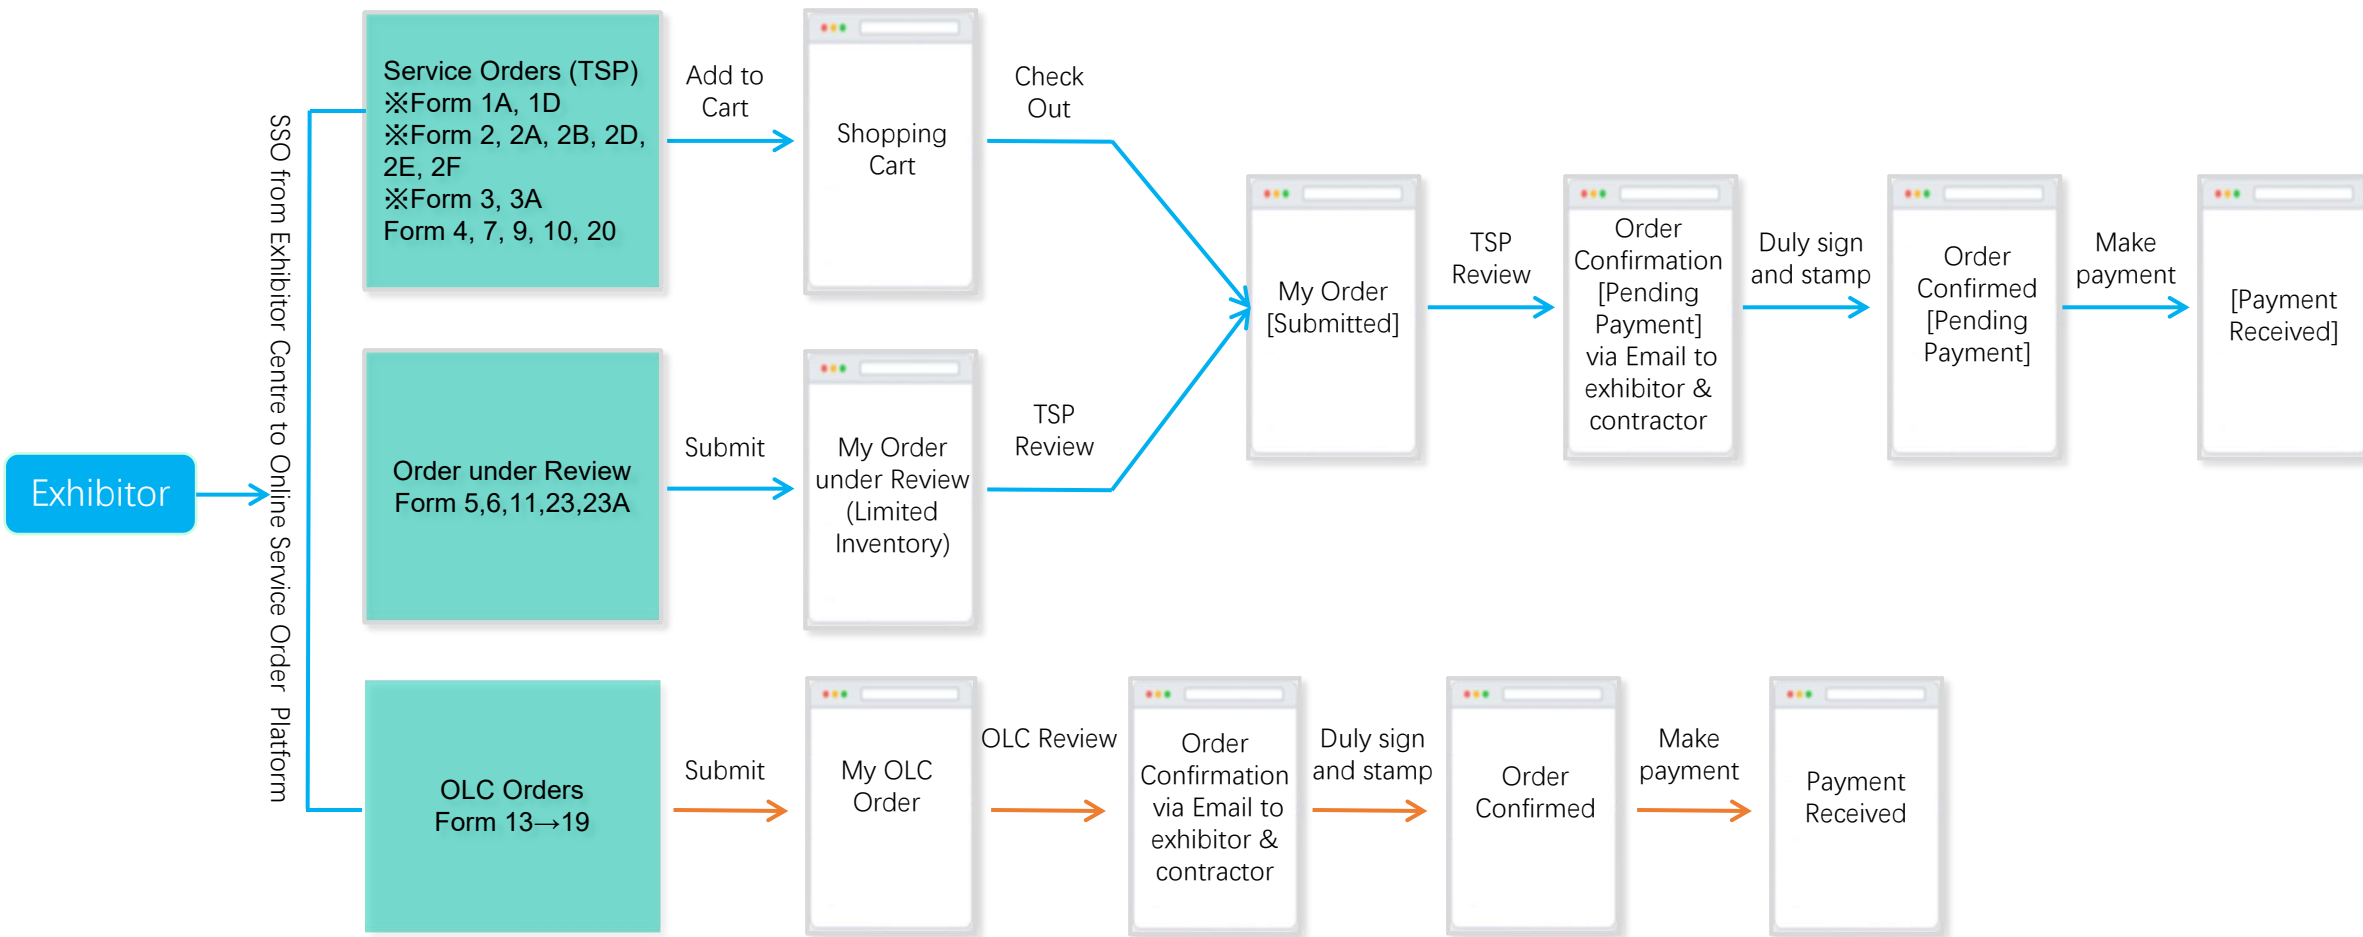 Exhibitor
SSO from Exhibitor Centre to Online Service Order Platform
Service Orders (TSP)
※Form 1A, 1D
※Form 2, 2A, 2B, 2D,
2E, 2F
※Form 3, 3A
Form 4, 7, 9, 10, 20
Add to
Cart
Shopping
Cart
Check
Out
Order under Review
Form 5,6,11,23,23A
Submit
My Order
under Review
(Limited
Inventory)
TSP
Review
My Order
[Submitted]
TSP
Review
Order
Confirmation
[Pending
Payment]
via Email to
exhibitor &
contractor
Duly sign
and stamp
Order
Confirmed
[Pending
Payment]
Make
payment
[Payment
Received]
OLC Orders
Form 13→19
Submit
My OLC
Order
OLC Review
Order
Confirmation
via Email to
exhibitor &
contractor
Duly sign
and stamp
Order
Confirmed
Make
payment
Payment
Received